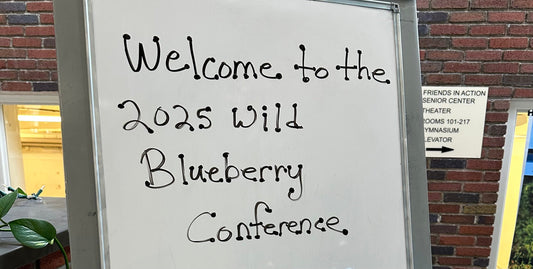 Welcome to the
2025 Wild
Blueberry
Conference
FRIENDS IN ACTION
SENIOR CENTER
THEATER
ROOMS 101-217
GYMNASIUM
ELEVATOR